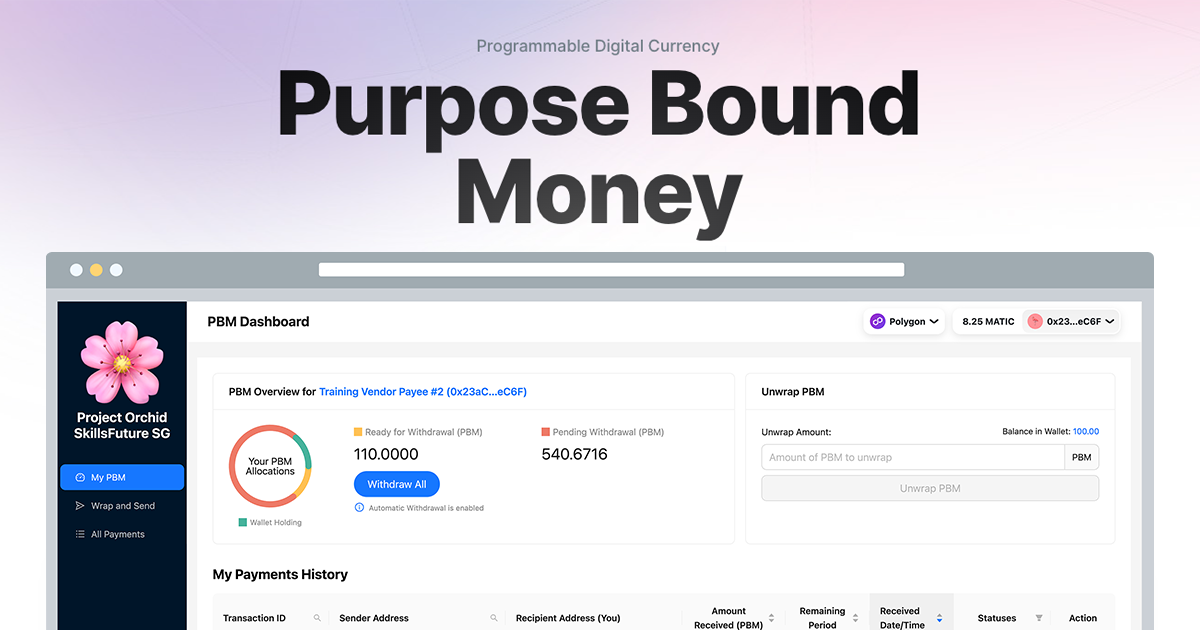 Programmable Digital Currency
Purpose Bound
Money
PBM Dashboard
Polygon
8.25 MATIC
0x23...eC6F
Project Orchid
SkillsFuture SG
My PBM
Wrap and Send
All Payments
PBM Overview for Training Vendor Payee #2 (0x23aC...eC6F)
Your PBM
Allocations
Wallet Holding
Ready for Withdrawal (PBM)
110.0000
Withdraw All
Automatic Withdrawal is enabled
Pending Withdrawal (PBM)
540.6716
Unwrap PBM
Unwrap Amount:
Balance in Wallet: 100.00
Amount of PBM to unwrap
PBM
Unwrap PBM
My Payments History
Transaction ID
Sender Address
Recipient Address (You)
Amount
Received (PBM)
Remaining
Period
Received
Date/Time
Statuses
Action